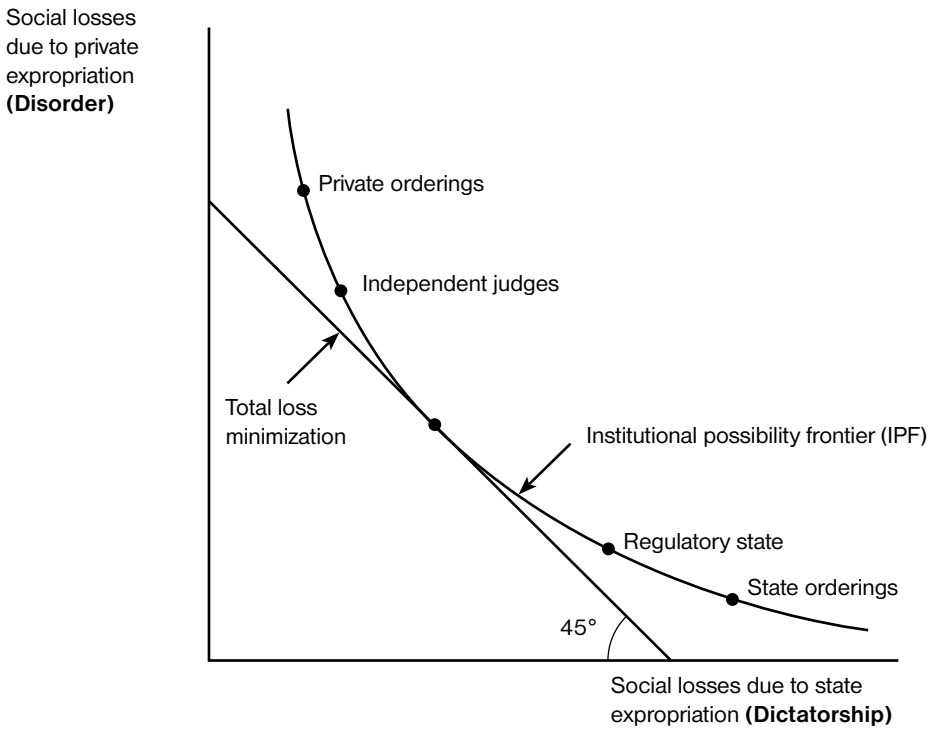 Social losses
due to private
expropriation
(Disorder)
Private orderings
Independent judges
Total loss
minimization
Institutional possibility frontier (IPF)
Regulatory state
State orderings
45°
Social losses due to state
expropriation (Dictatorship)